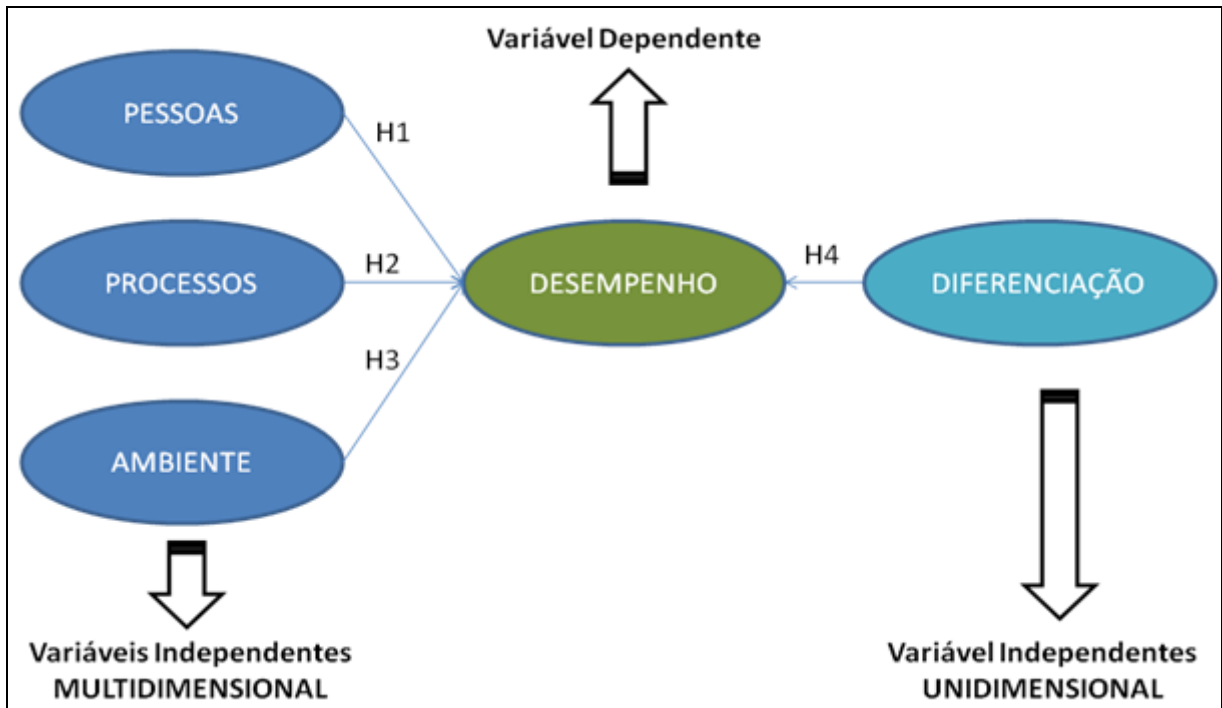 Variável Dependente
PESSOAS
H1
PROCESSOS
H2
DESEMPENHO
H4
DIFERENCIAÇÃO
H3
AMBIENTE
Variáveis Independentes
MULTIDIMENSIONAL
Variável Independentes
UNIDIMENSIONAL